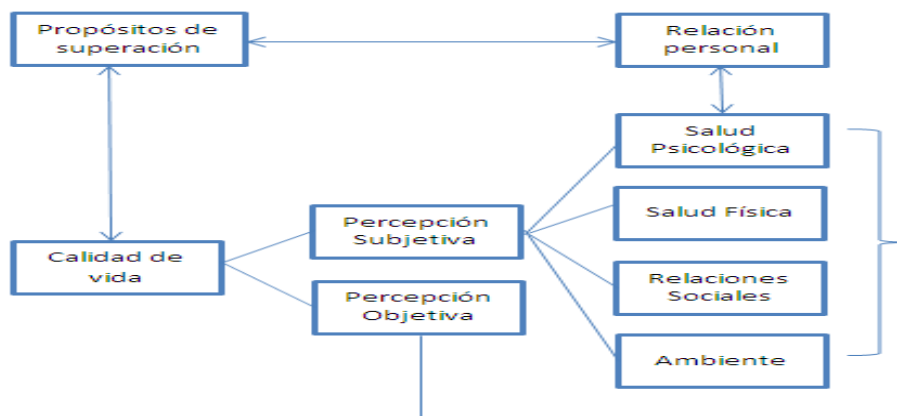 Propósitos de
superación
Relación
personal
Salud
Psicológica
Salud Física
Percepción
Subjetiva
Calidad de
vida
Relaciones
Sociales
Percepción
Objetiva
Ambiente